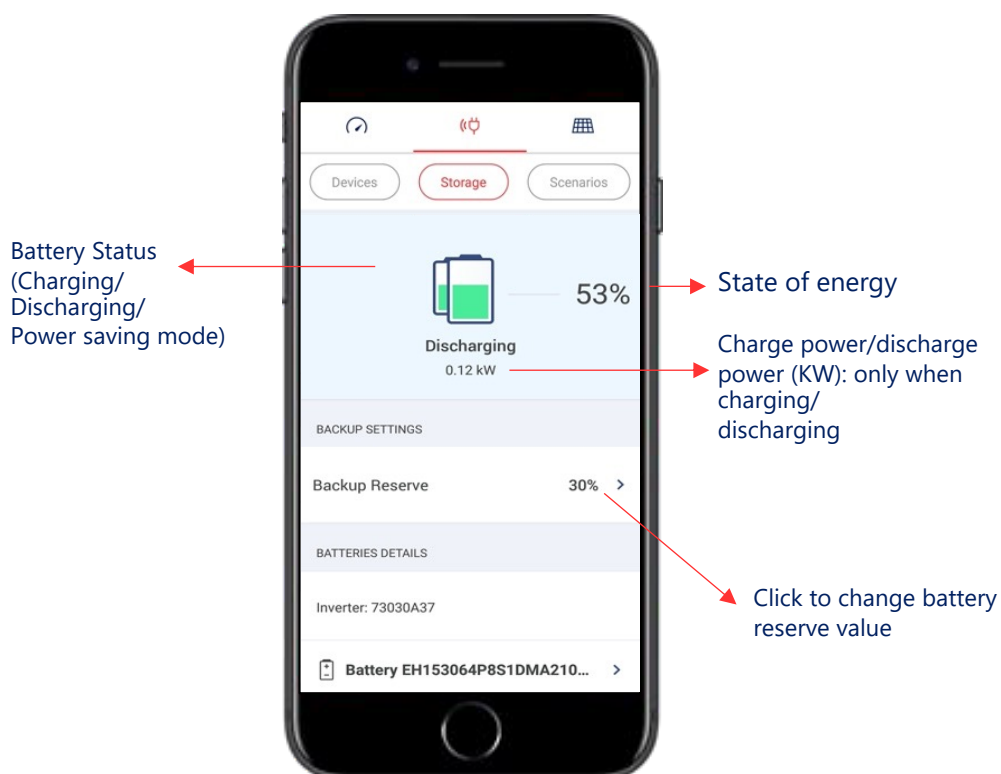 Devices
Storage
Scenarios
Battery Status
(Charging/
Discharging/
Power saving mode)
53%
State of energy
Discharging
0.12 kW
Charge power/discharge
power (KW): only when
charging/
discharging
BACKUP SETTINGS
Backup Reserve 30%
BATTERIES DETAILS
Inverter: 73030A37
Click to change battery
reserve value
Battery EH153064P8S1DMA210...